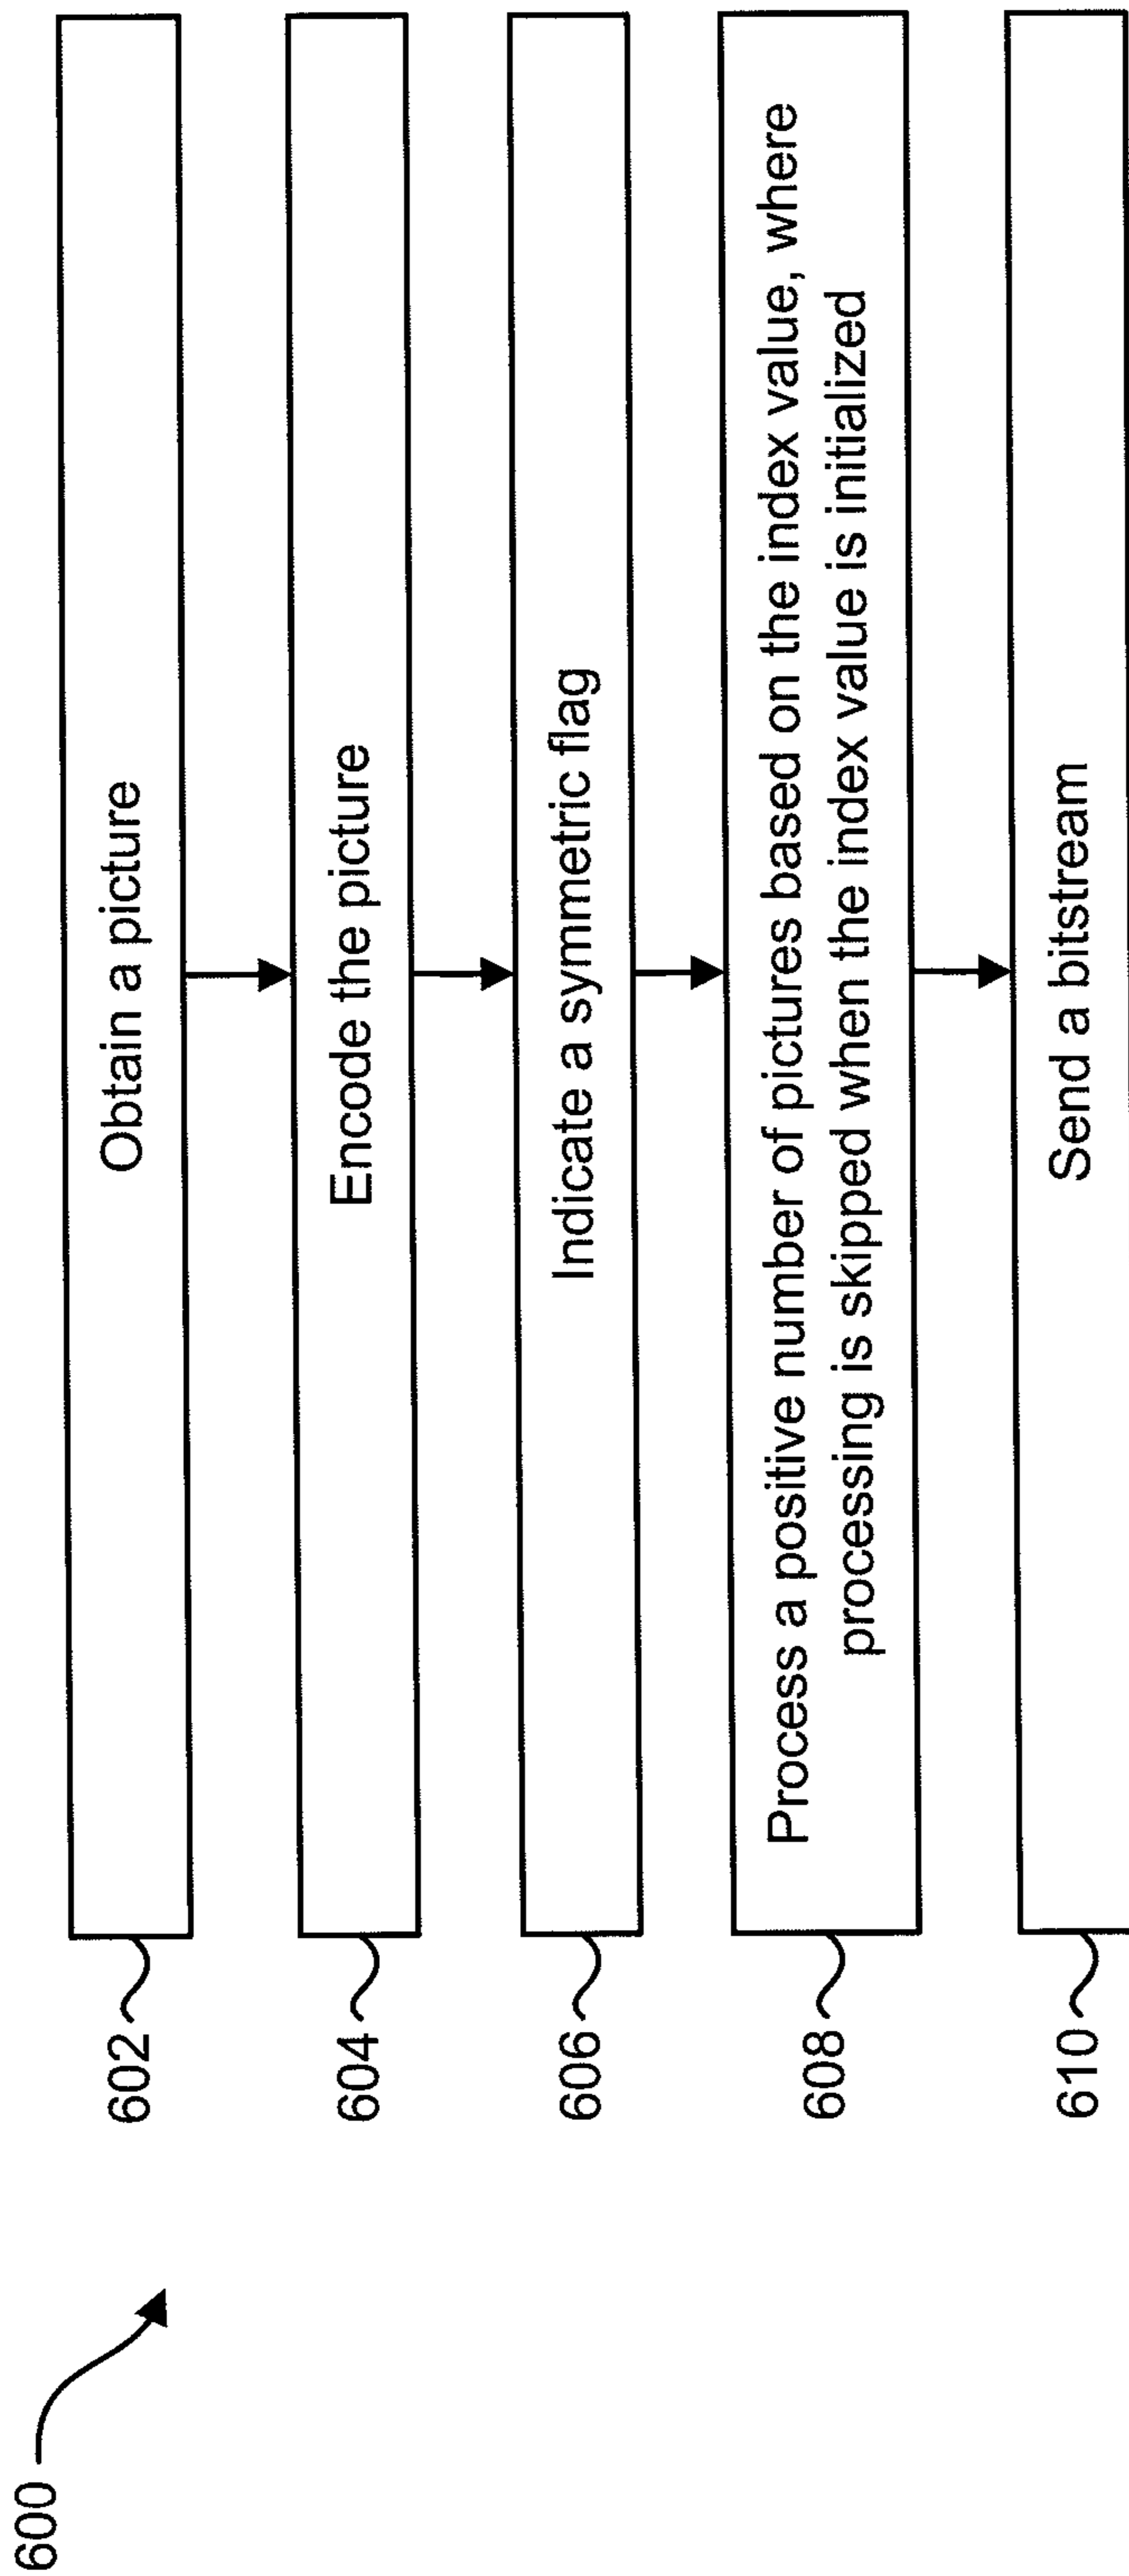 600
602
Obtain a picture
604
Encode the picture
606
Indicate a symmetric flag
608
Process a positive number of pictures based on the index value, where
processing is skipped when the index value is initialized
610
Send a bitstream